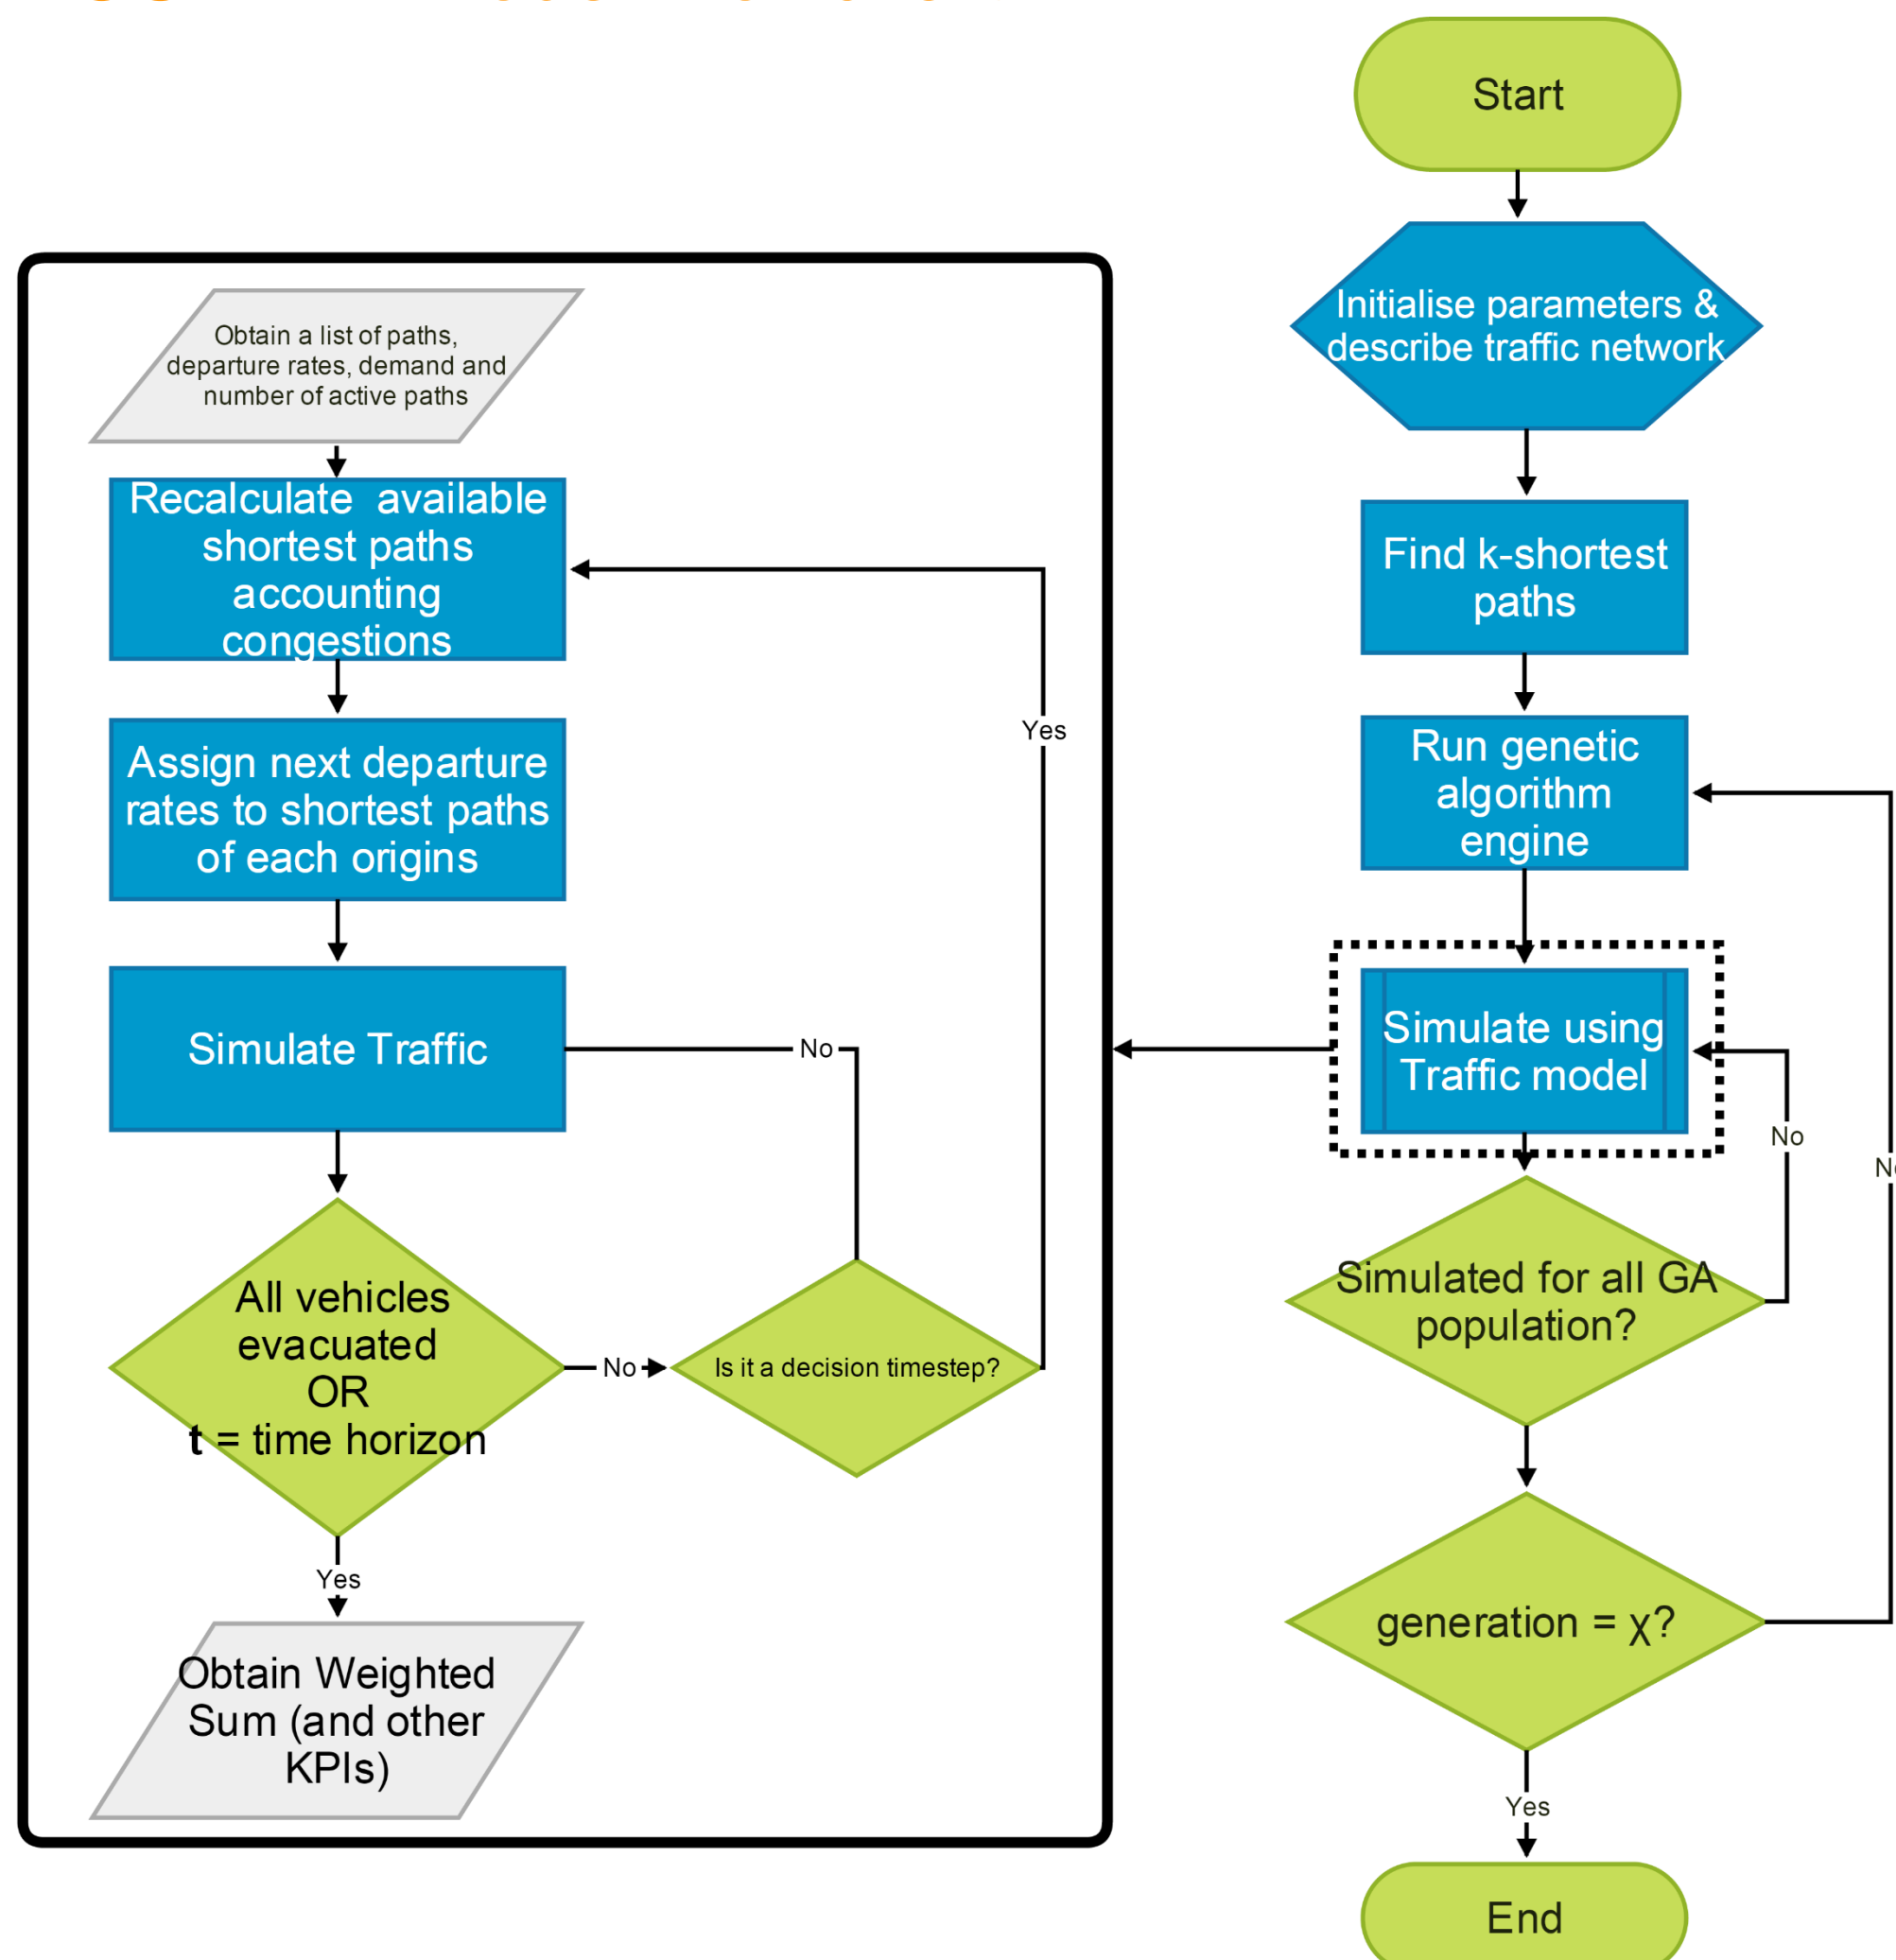 Start
Initialise parameters &
describe traffic network
Find k-shortest
paths
Run genetic
algorithm
engine
Simulate using
Traffic model
No
No
Simulated for all GA
population?
generation = χ?
Yes
End
Obtain a list of paths,
departure rates, demand and
number of active paths
Recalculate available
shortest paths
accounting
congestions
Yes
Assign next departure
rates to shortest paths
of each origins
Simulate Traffic
No
All vehicles
evacuated
OR
t = time horizon
No
Is it a decision timestep?
Yes
Obtain Weighted
Sum (and other
KPIs)